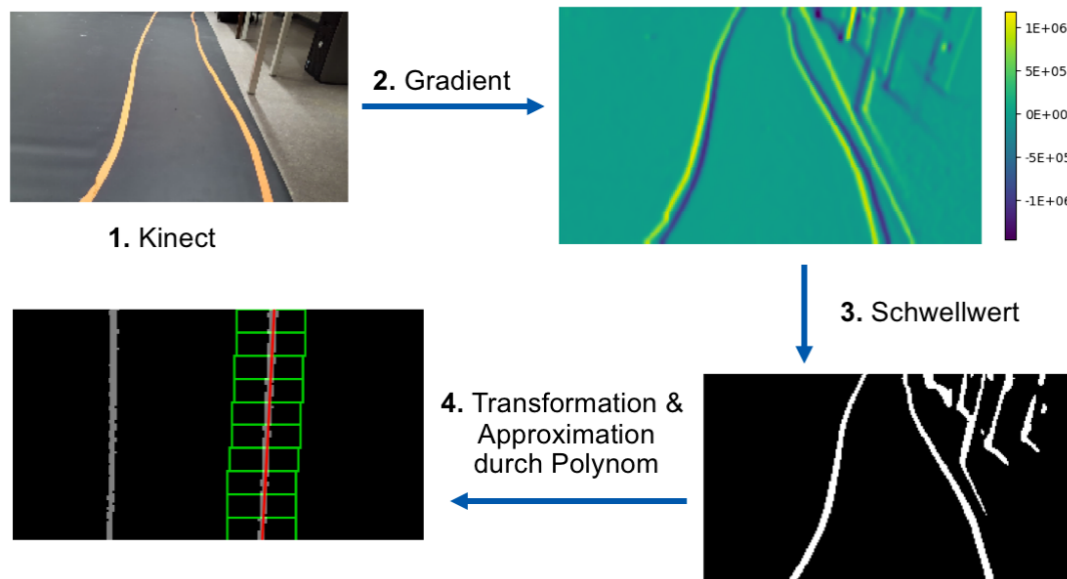 2. Gradient
1E+06
5E+05
0E+00
-5E+05
-1E+06
1. Kinect
3. Schwellwert
4. Transformation &
Approximation
durch Polynom